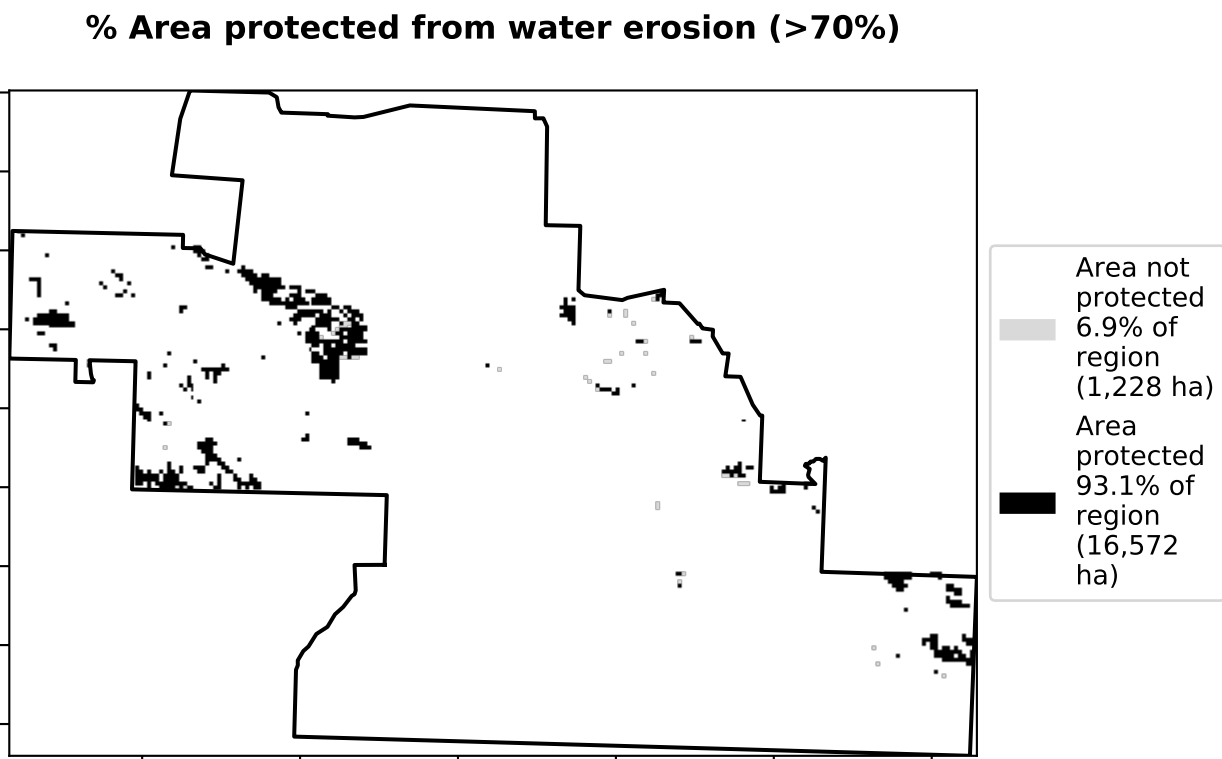 % Area protected from water erosion (>70%)
Area not
protected
6.9% of
region
(1,228 ha)
Area
protected
93.1% of
region
(16,572
ha)